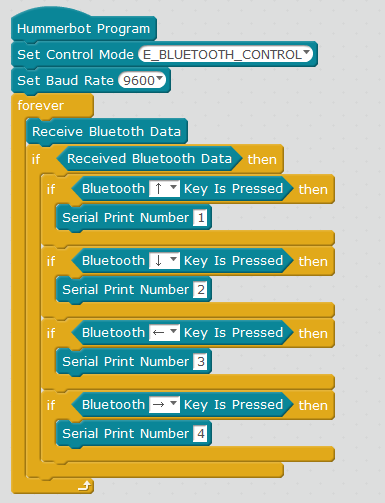 Hummerbot Program
Set Control Mode E_BLUETOOTH_CONTROL
Set Baud Rate 9600
forever
Receive Bluetoth Data
if Received Bluetooth Data then
if Bluetooth ↑ Key Is Pressed then
Serial Print Number 1
if Bluetooth ↓ Key Is Pressed then
Serial Print Number 2
if Bluetooth ← Key Is Pressed then
Serial Print Number 3
if Bluetooth → Key Is Pressed then
Serial Print Number 4